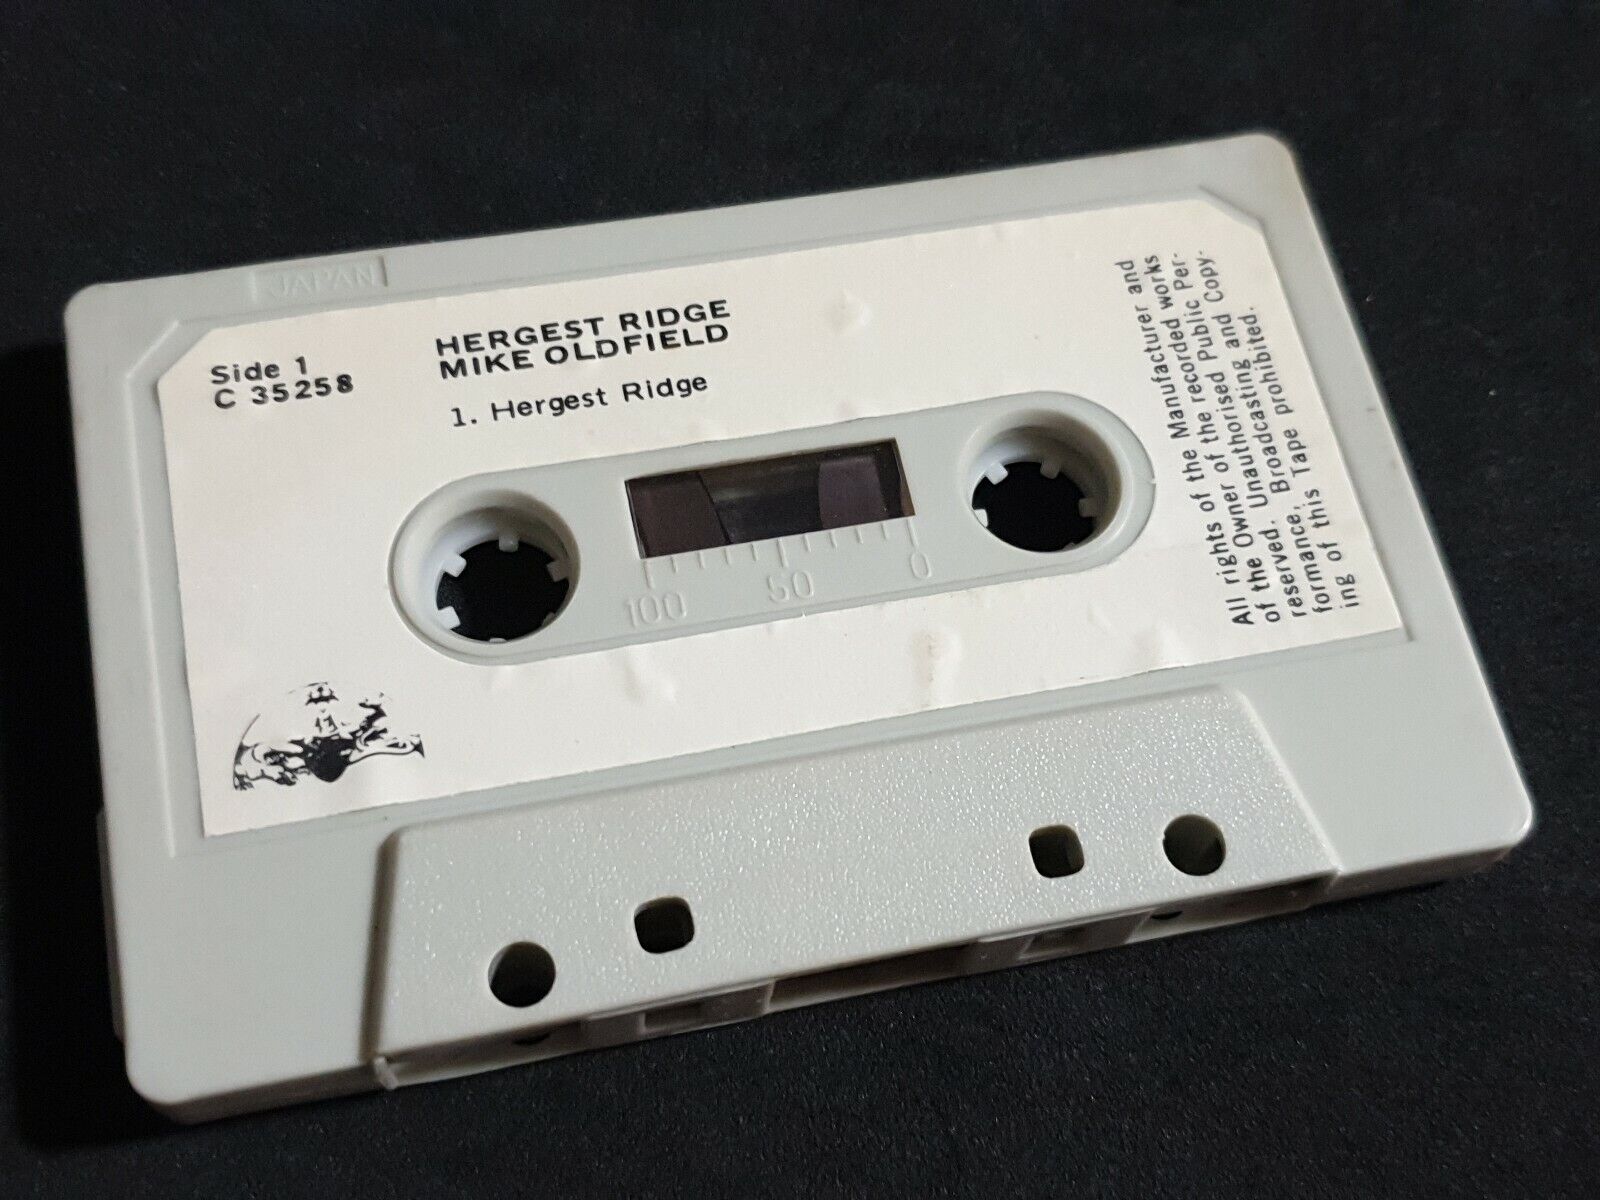 JAPAN
Side 1
C 35258
HERGEST RIDGE
MIKE OLDFIELD
1. Hergest Ridge
100 50 0
All rights of the Manufacturer and
of the Owner of the recorded works
reserved. Unauthorised Public Per-
formance, Broadcasting and Copy-
ing of this Tape prohibited.